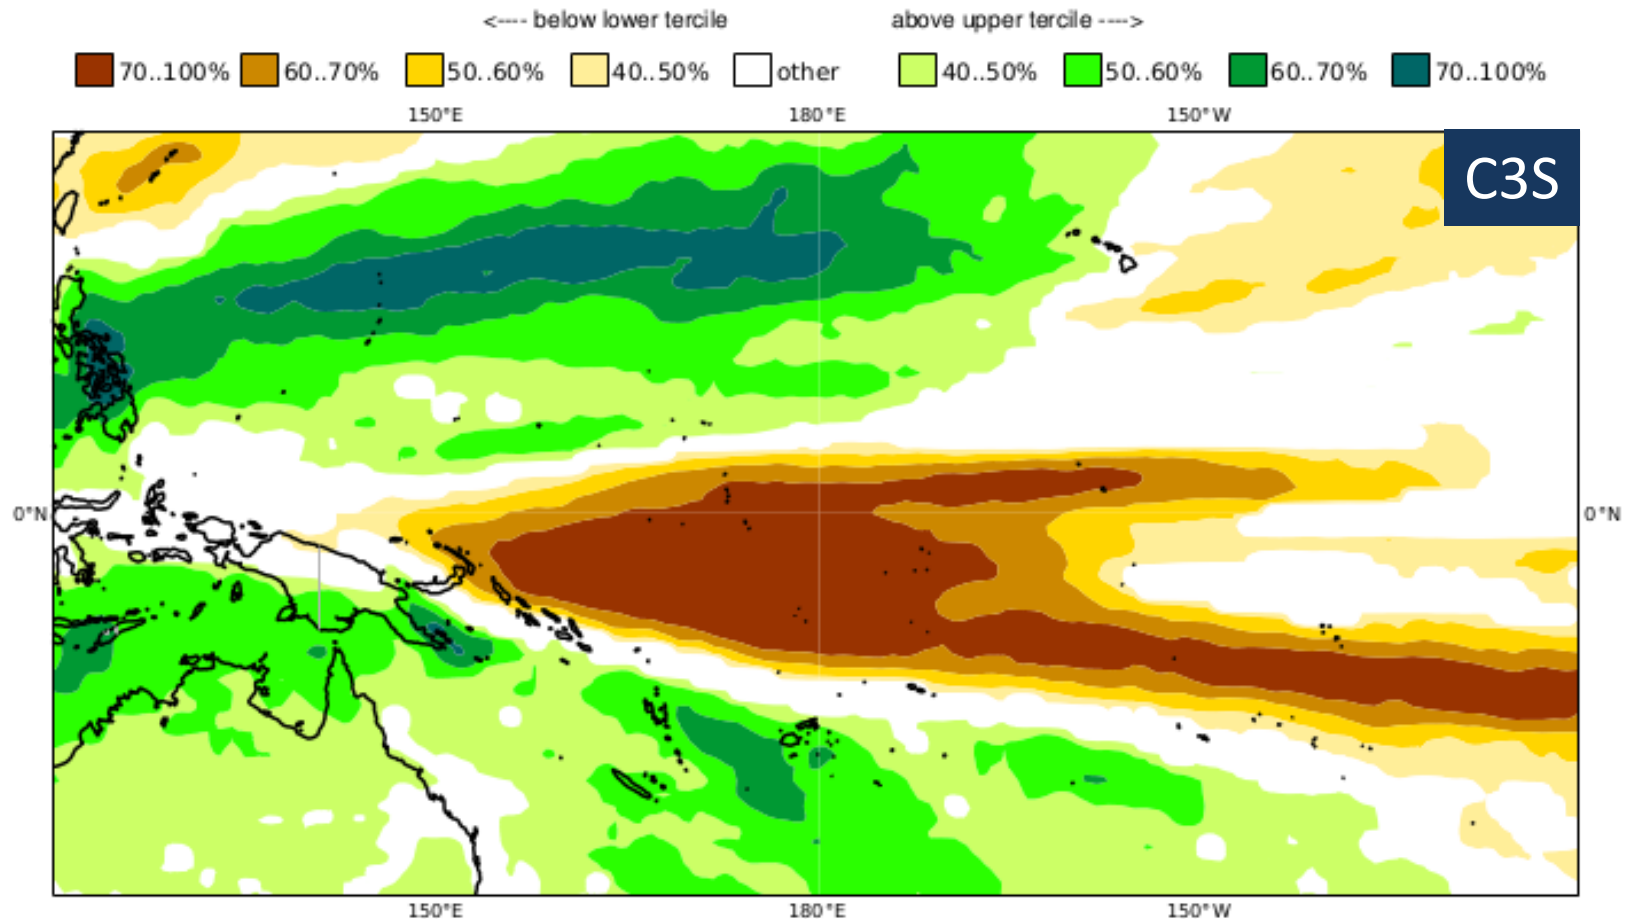 <---- below lower tercile above upper tercile ---->
70..100% 60..70% 50..60% 40..50% other 40..50% 50..60% 60..70% 70..100%
150°E 180°E 150°W
C3S
0°N 0°N
150°E 180°E 150°W